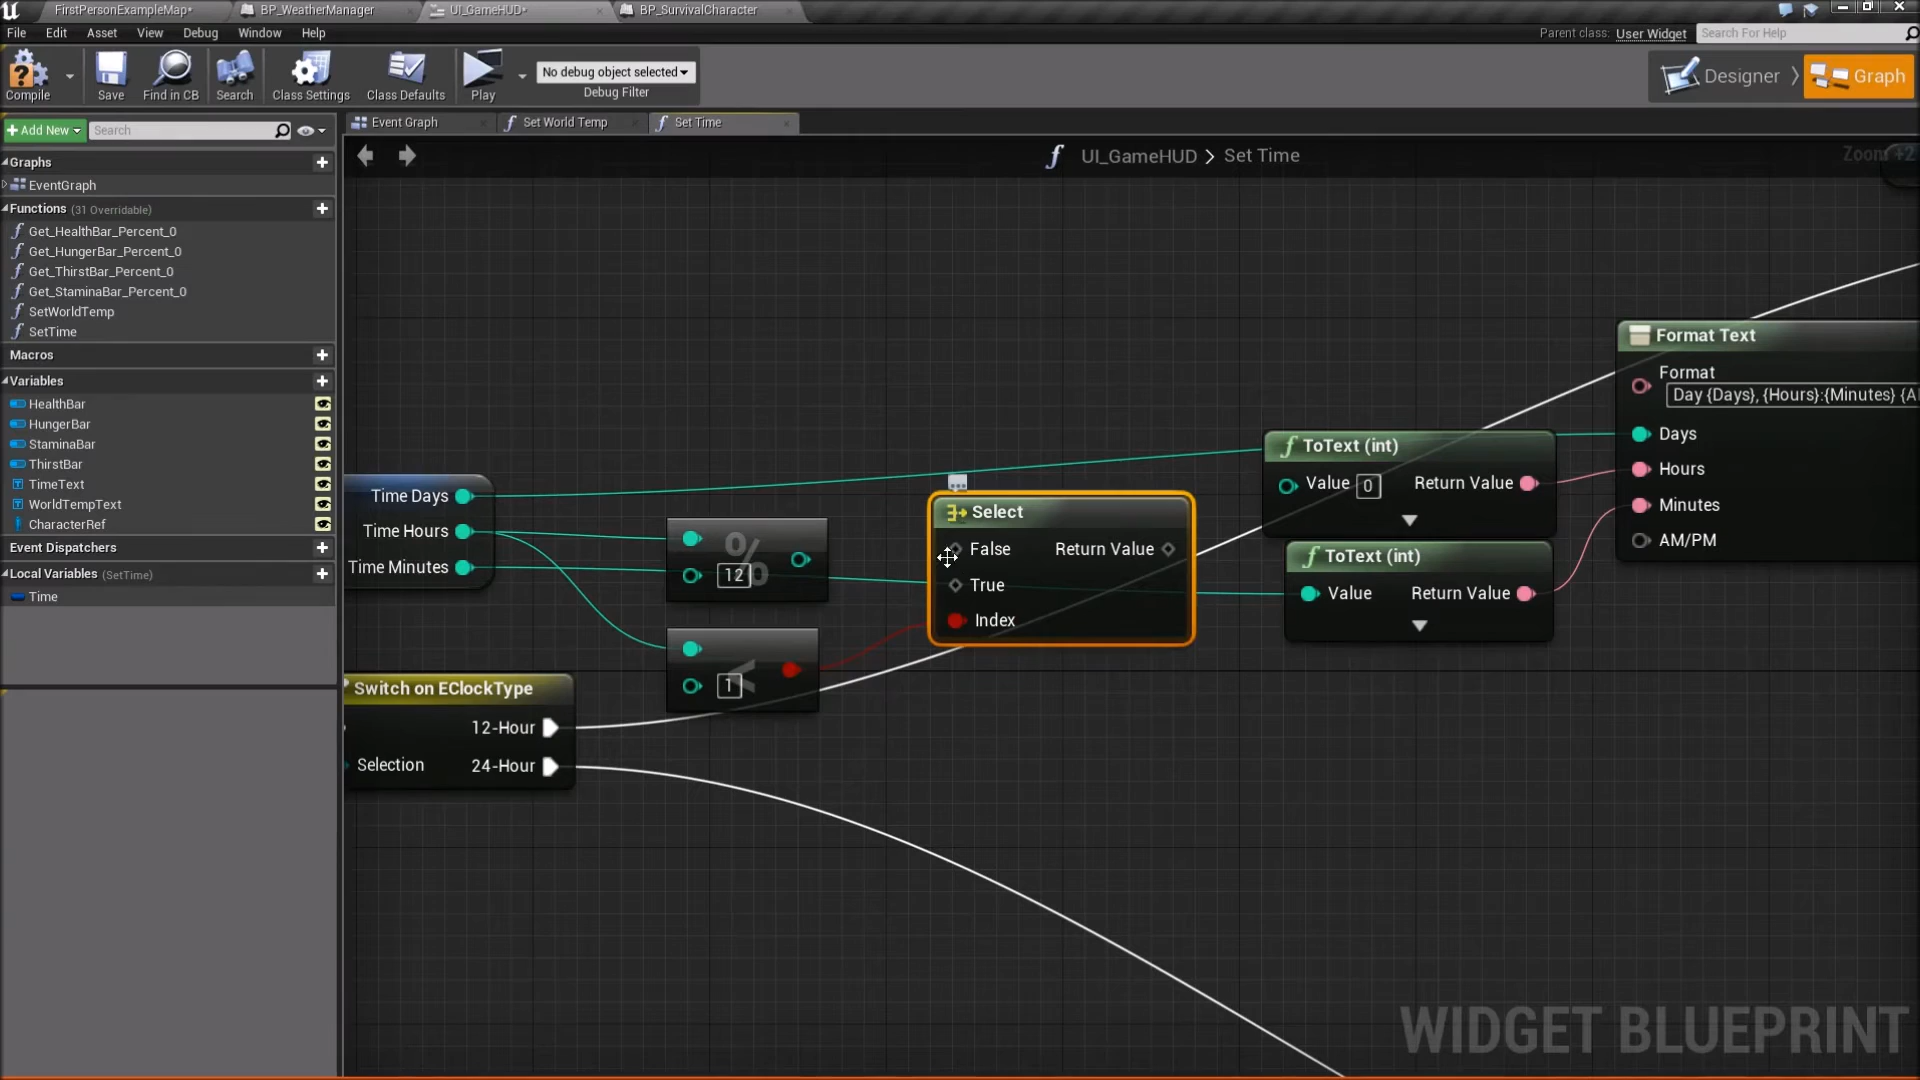 FirstPersonExampleMap*
BP_WeatherManager
UI_GameHUD*
BP_SurvivalCharacter
File Edit Asset View Debug Window Help
Parent class: User Widget
Search For Help
Compile
Save
Find in CB
Search
Class Settings
Class Defaults
Play
No debug object selected
Debug Filter
Designer
Graph
Add New
Search
Event Graph
Set World Temp
Set Time
UI_GameHUD > Set Time
Zoom +2
Graphs
EventGraph
Functions (31 Overridable)
Get_HealthBar_Percent_0
Get_HungerBar_Percent_0
Get_ThirstBar_Percent_0
Get_StaminaBar_Percent_0
SetWorldTemp
SetTime
Macros
Variables
HealthBar
HungerBar
StaminaBar
ThirstBar
TimeText
WorldTempText
CharacterRef
Event Dispatchers
Local Variables (SetTime)
Time
Time Days
Time Hours
Time Minutes
%
12
<
1
Switch on EClockType
12-Hour
Selection
24-Hour
Select
False
Return Value
True
Index
ToText (int)
Value 0
Return Value
ToText (int)
Value
Return Value
Format Text
Format
Day {Days}, {Hours}:{Minutes} {A
Days
Hours
Minutes
AM/PM
WIDGET BLUEPRINT